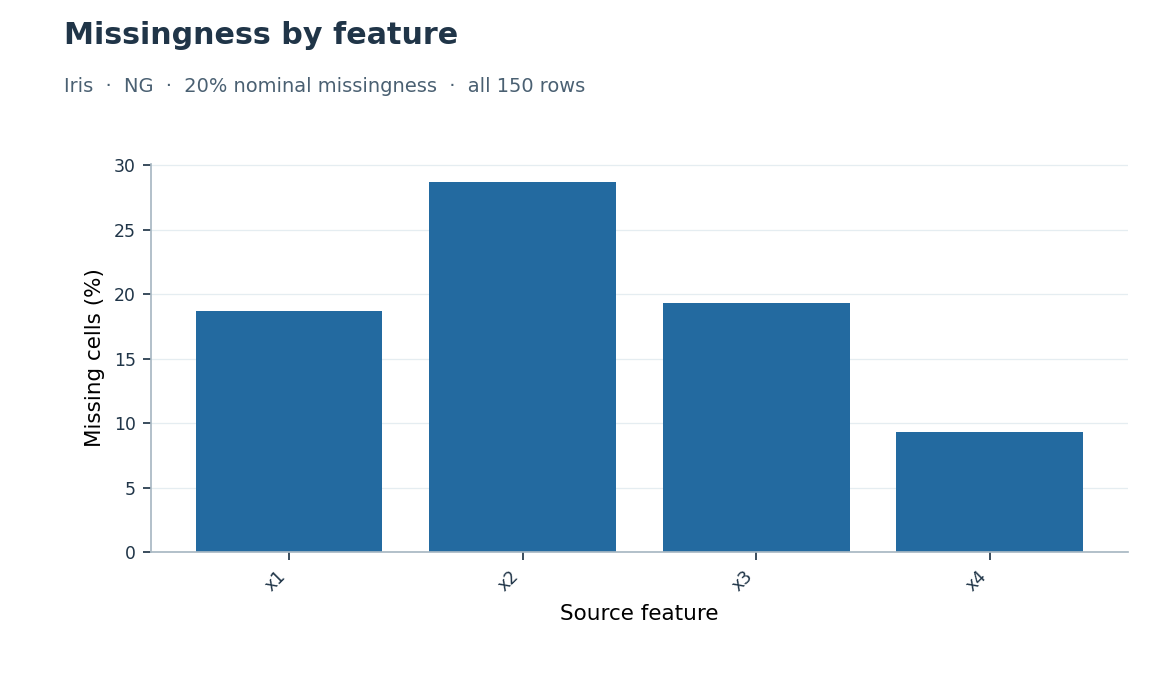 Missingness by feature
Iris · NG · 20% nominal missingness · all 150 rows
30
25
20
15
10
5
0
Missing cells (%)
x1
x2
x3
x4
Source feature